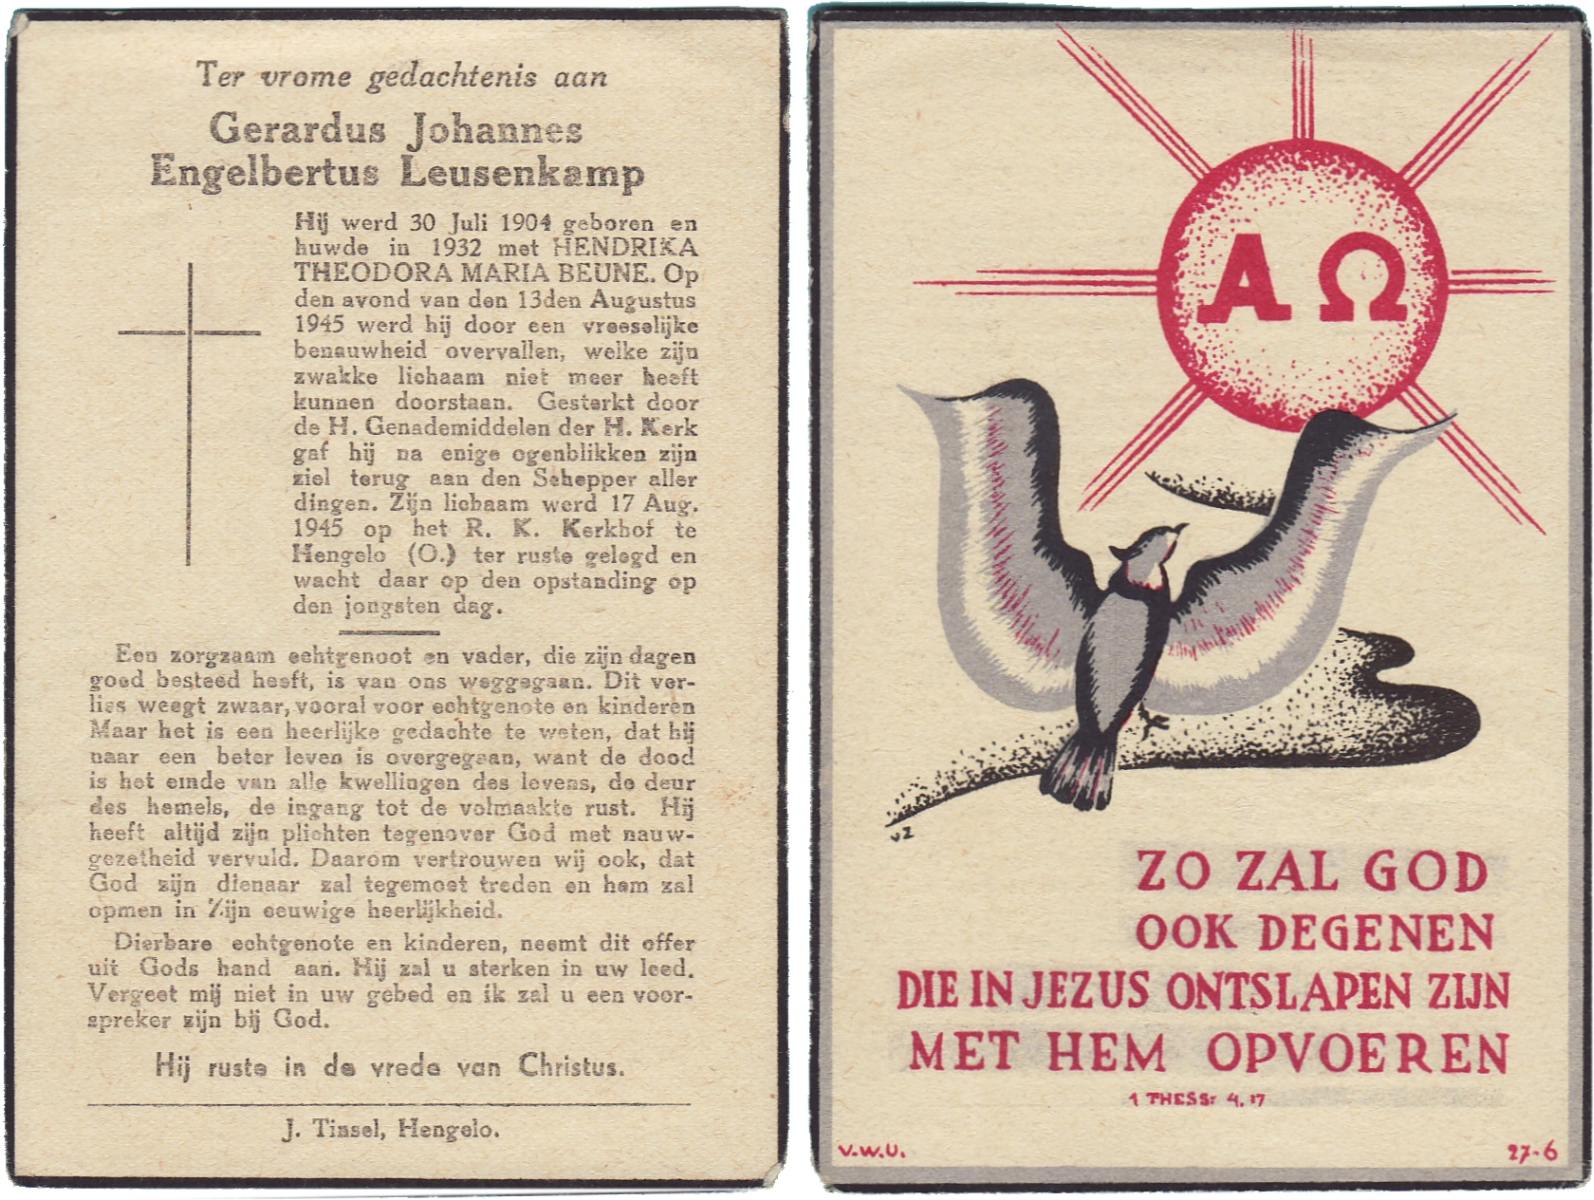 Ter vrome gedachtenis aan
Gerardus Johannes
Engelbertus Leusenkamp
Hij werd 30 Juli 1904 geboren en
huwde in 1932 met HENDRIKA
THEODORA MARIA BEUNE. Op
den avond van den 13den Augustus
1945 werd hij door een vreeselijke
benauwheid overvallen, welke zijn
zwakke lichaam niet meer heeft
kunnen doorstaan. Gesterkt door
de H. Genademiddelen der H. Kerk
gaf hij na enige ogenblikken zijn
ziel terug aan den Schepper aller
dingen. Zijn lichaam werd 17 Aug.
1945 op het R. K. Kerkhof te
Hengelo (O.) ter ruste gelegd en
wacht daar op den opstanding op
den jongsten dag.
Een zorgzaam echtgenoot en vader, die zijn dagen
goed besteed heeft, is van ons weggegaan. Dit ver-
lies weegt zwaar, vooral voor echtgenote en kinderen
Maar het is een heerlijke gedachte te weten, dat hij
naar een beter leven is overgegaan, want de dood
is het einde van alle kwellingen des levens, de deur
des hemels, de ingang tot de volmaakte rust. Hij
heeft altijd zijn plichten tegenover God met nauw-
gezetheid vervuld. Daarom vertrouwen wij ook, dat
God zijn dienaar zal tegemoet treden en hem zal
opmen in Zijn eeuwige heerlijkheid.
Dierbare echtgenote en kinderen, neemt dit offer
uit Gods hand aan. Hij zal u sterken in uw leed.
Vergeet mij niet in uw gebed en ik zal u een voor-
spreker zijn bij God.
Hij ruste in de vrede van Christus.
J. Tinsel, Hengelo.
Α Ω
vz
ZO ZAL GOD
OOK DEGENEN
DIE IN JEZUS ONTSLAPEN ZIJN
MET HEM OPVOEREN
1 THESS: 4.17
V.W.U.
27-6